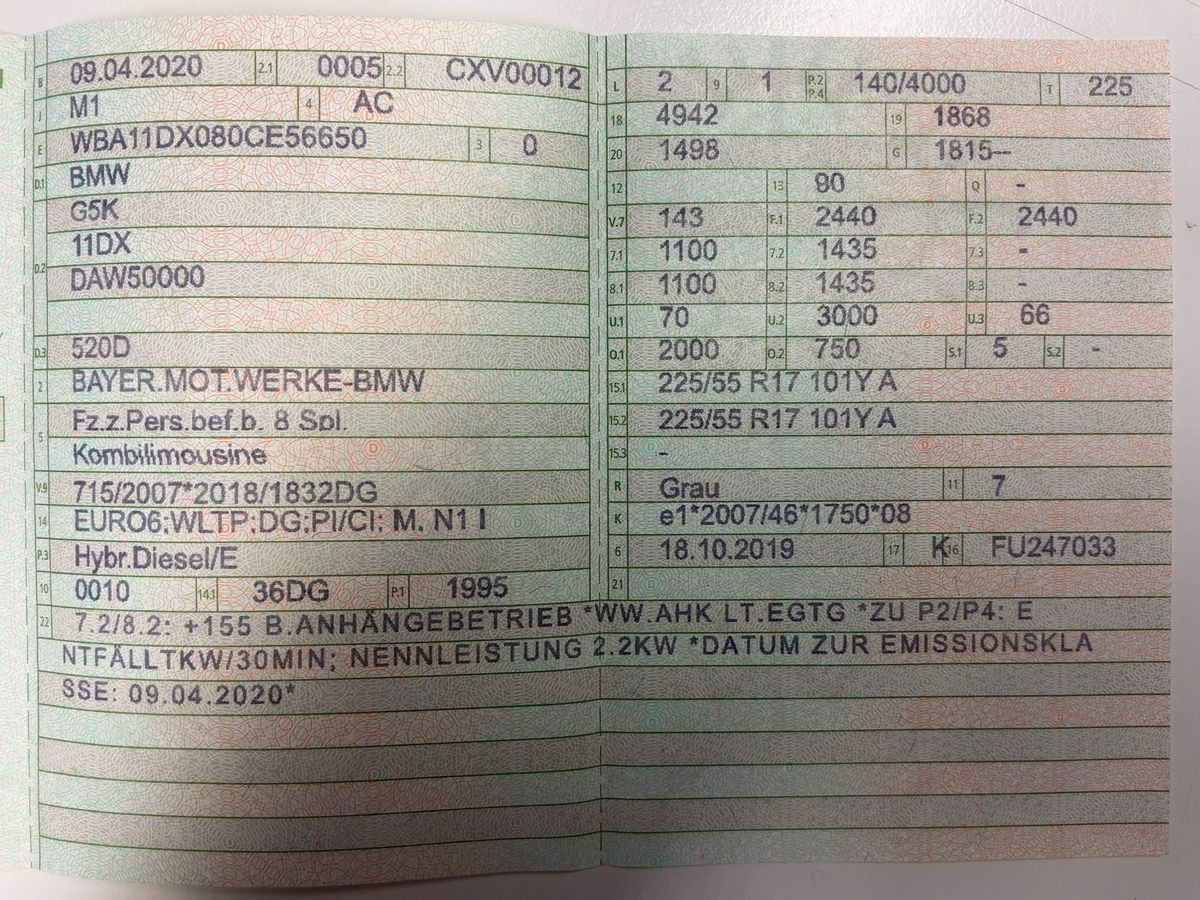 B 09.04.2020 2.1 0005 2.2 CXV00012
J M1 4 AC
E WBA11DX080CE56650 3 0
D.1 BMW
G5K
D.2 11DX
DAW50000
D.3 520D
2 BAYER.MOT.WERKE-BMW
5 Fz.z.Pers.bef.b. 8 Spl.
Kombilimousine
V.9 715/2007*2018/1832DG
14 EURO6;WLTP;DG;PI/CI; M, N1 I
P.3 Hybr.Diesel/E
10 0010 14.1 36DG P.1 1995
L 2 9 1 P.2 P.4 140/4000 T 225
18 4942 19 1868
20 1498 G 1815--
12 13 90 Q -
V.7 143 F.1 2440 F.2 2440
7.1 1100 7.2 1435 7.3 -
8.1 1100 8.2 1435 8.3 -
U.1 70 U.2 3000 U.3 66
O.1 2000 O.2 750 S.1 5 S.2 -
15.1 225/55 R17 101Y A
15.2 225/55 R17 101Y A
15.3 -
R Grau 11 7
K e1*2007/46*1750*08
6 18.10.2019 17 K 16 FU247033
21
22 7.2/8.2: +155 B.ANHÄNGEBETRIEB *WW.AHK LT.EGTG *ZU P2/P4: E
NTFÄLLTKW/30MIN; NENNLEISTUNG 2.2KW *DATUM ZUR EMISSIONSKLA
SSE: 09.04.2020*